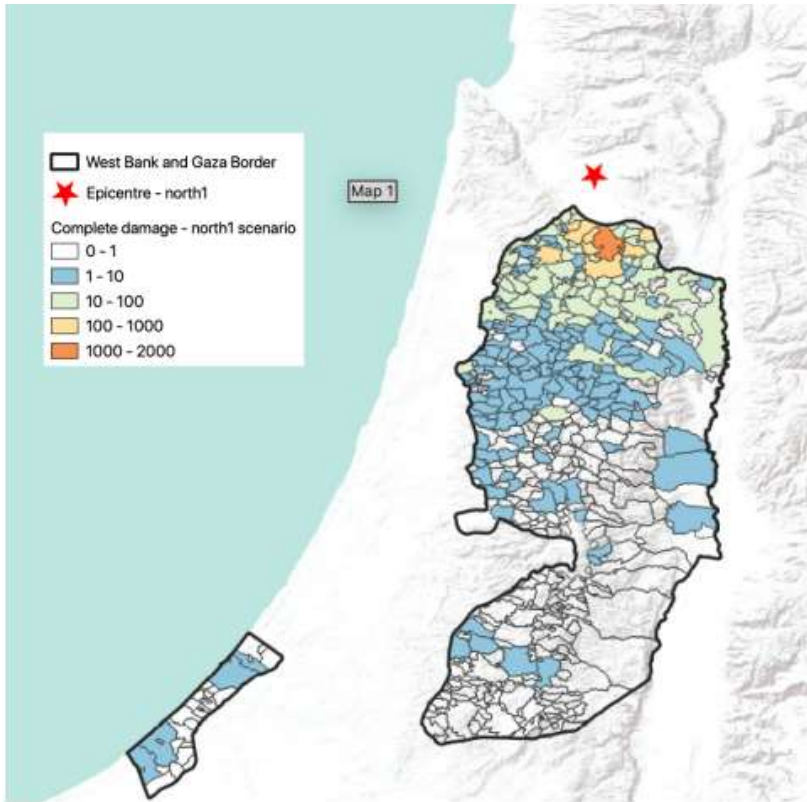 West Bank and Gaza Border
Epicentre - north1
Map 1
Complete damage - north1 scenario
0 - 1
1 - 10
10 - 100
100 - 1000
1000 - 2000